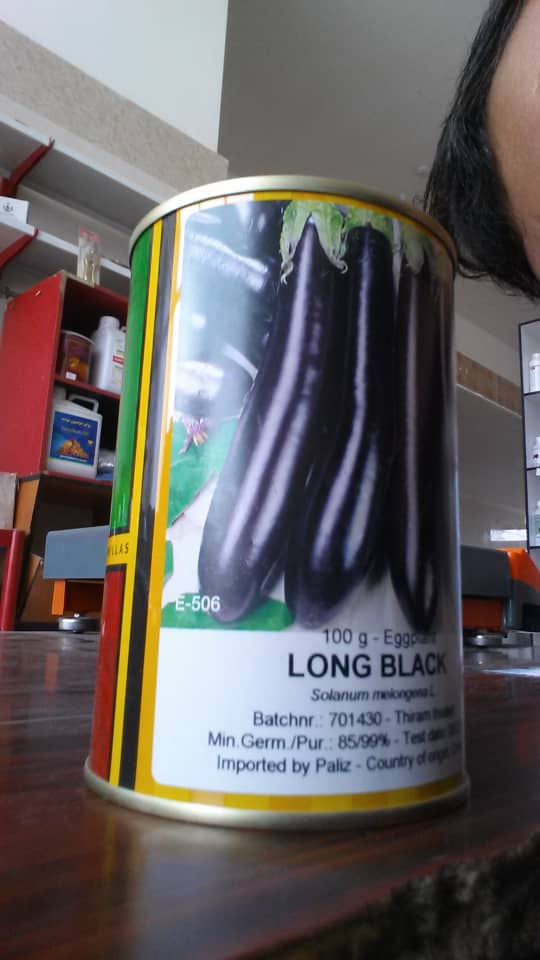 E-506
100 g - Eggplant
LONG BLACK
Solanum melongena L.
Batchnr.: 701430 - Thiram
Min.Germ./Pur.: 85/99% - Test date:
Imported by Paliz - Country of origin: